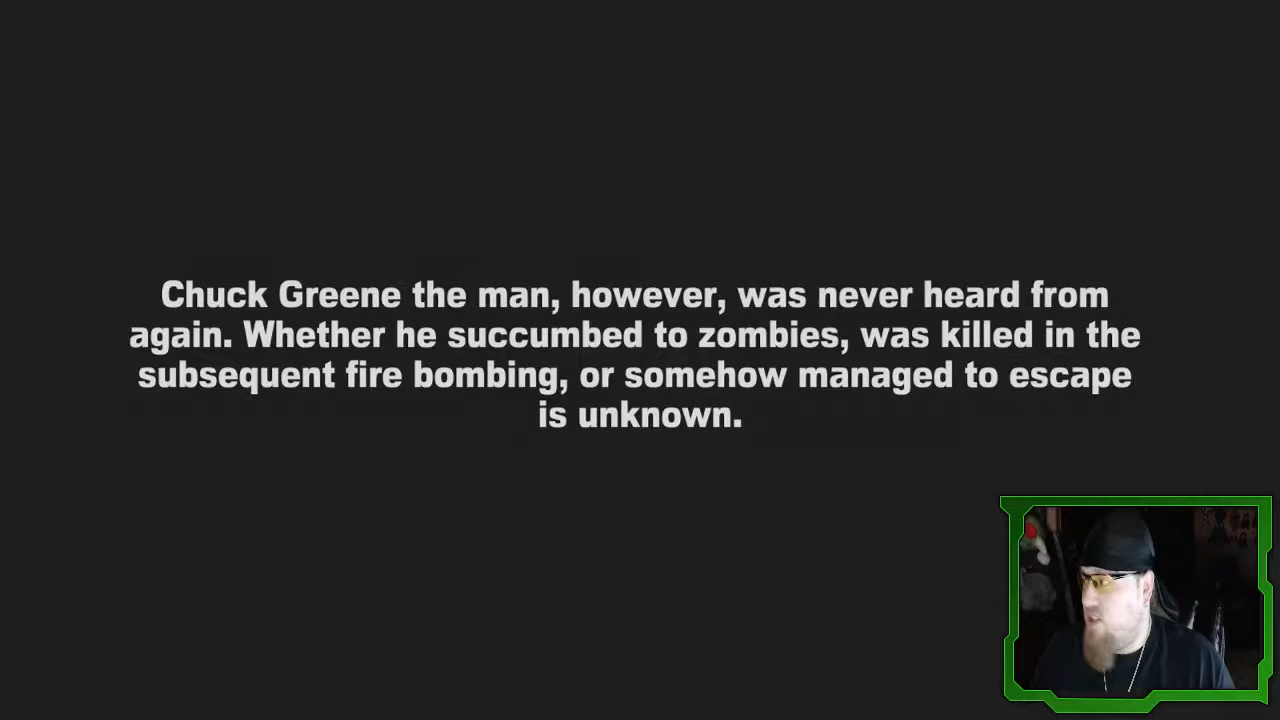 Chuck Greene the man, however, was never heard from
again. Whether he succumbed to zombies, was killed in the
subsequent fire bombing, or somehow managed to escape
is unknown.